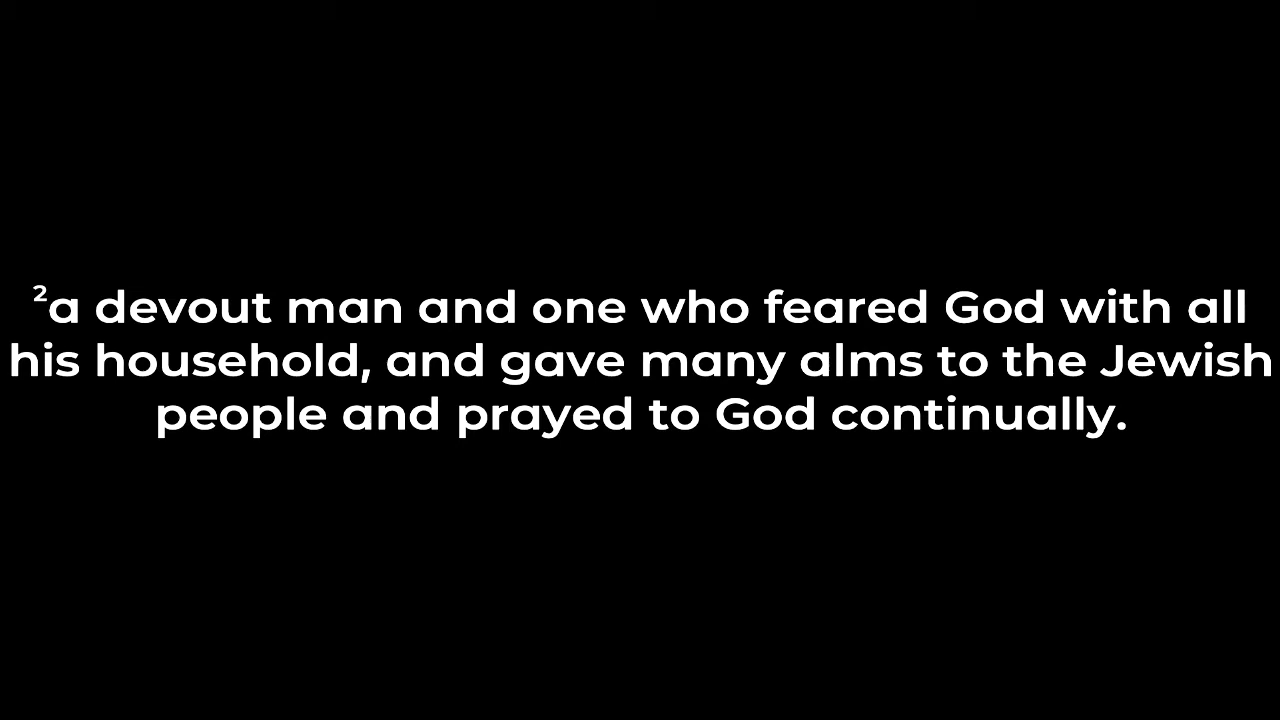 ²a devout man and one who feared God with all
his household, and gave many alms to the Jewish
people and prayed to God continually.